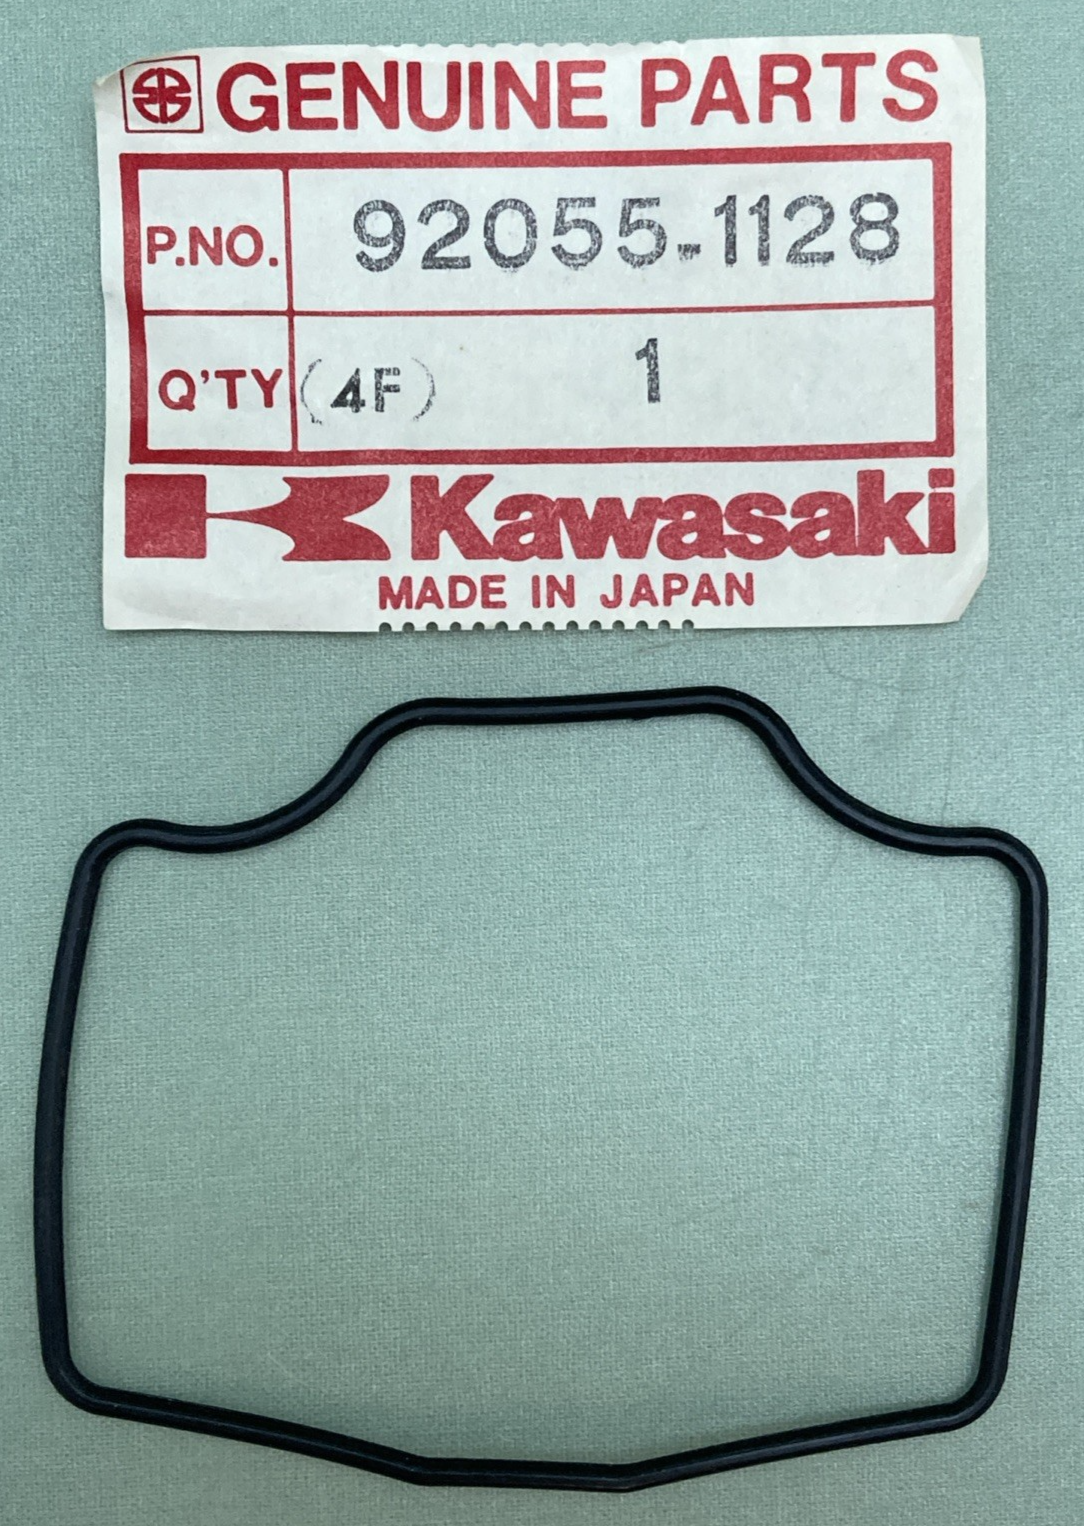 GENUINE PARTS
P.NO. 92055-1128
Q'TY (4F) 1
Kawasaki
MADE IN JAPAN